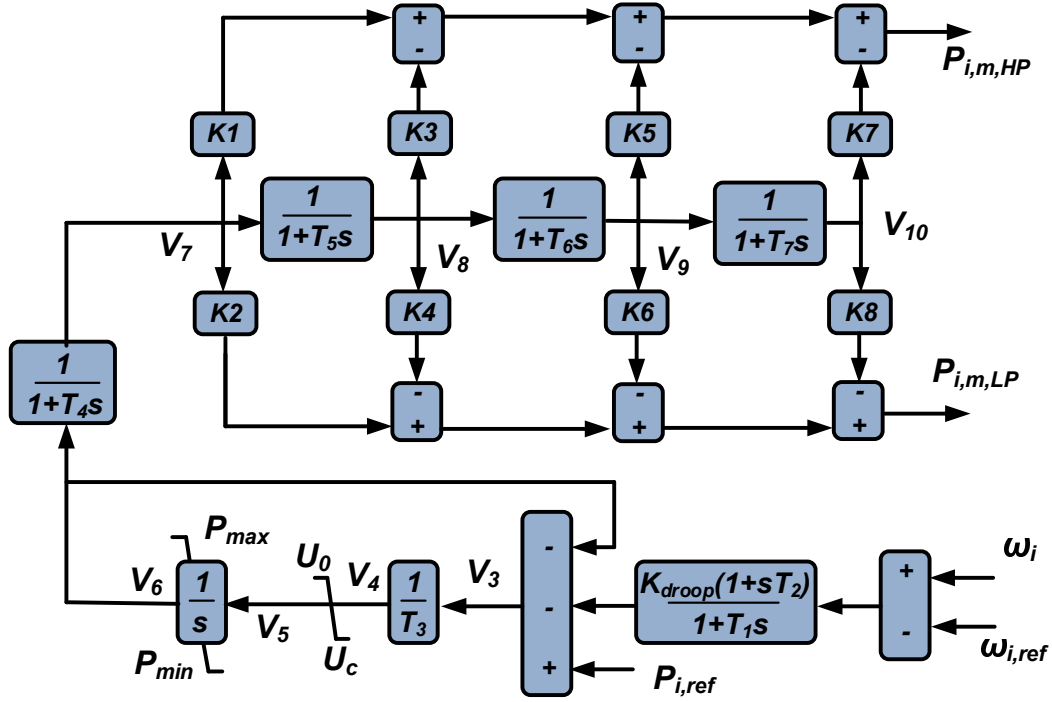 +
-
+
-
+
-
P_{i,m,HP}
K1
K3
K5
K7
1
1+T_5s
1
1+T_6s
1
1+T_7s
V_7
V_8
V_9
V_{10}
K2
K4
K6
K8
1
1+T_4s
-
+
-
+
-
+
P_{i,m,LP}
P_{max}
V_6
1
s
P_{min}
V_5
U_0
U_c
V_4
1
T_3
V_3
-
-
+
K_{droop}(1+sT_2)
1+T_1s
P_{i,ref}
+
-
ω_i
ω_{i,ref}